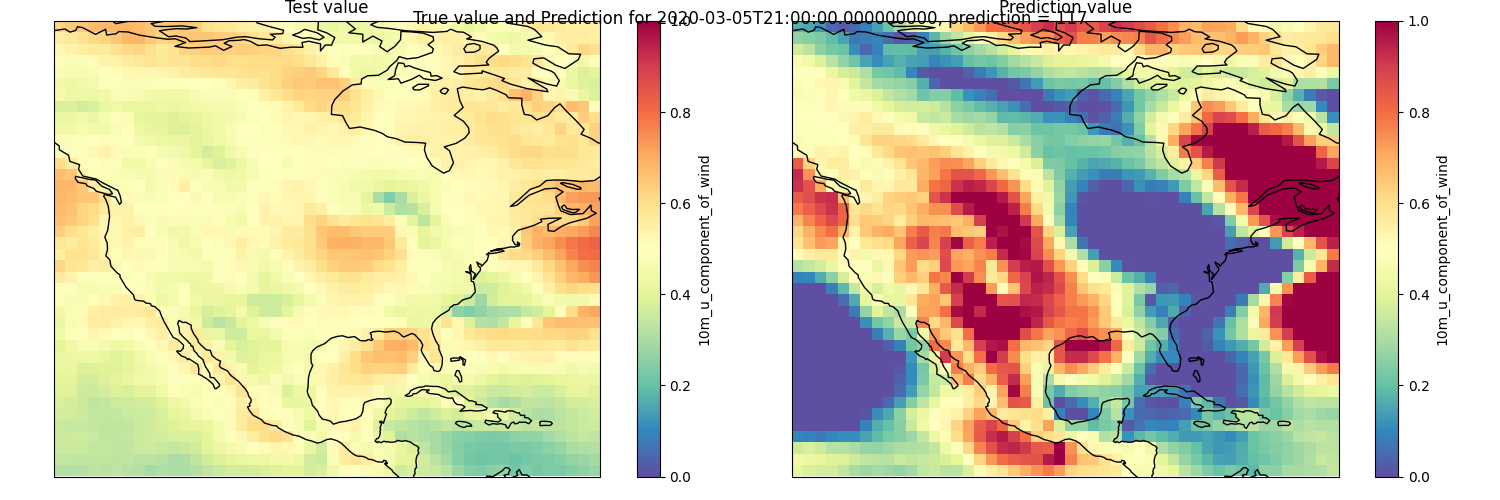 Test value
True value and Prediction for 2020-03-05T21:00:00.000000000, prediction = 117
Prediction value
1.0
0.8
0.6
0.4
0.2
0.0
10m_u_component_of_wind
1.0
0.8
0.6
0.4
0.2
0.0
10m_u_component_of_wind